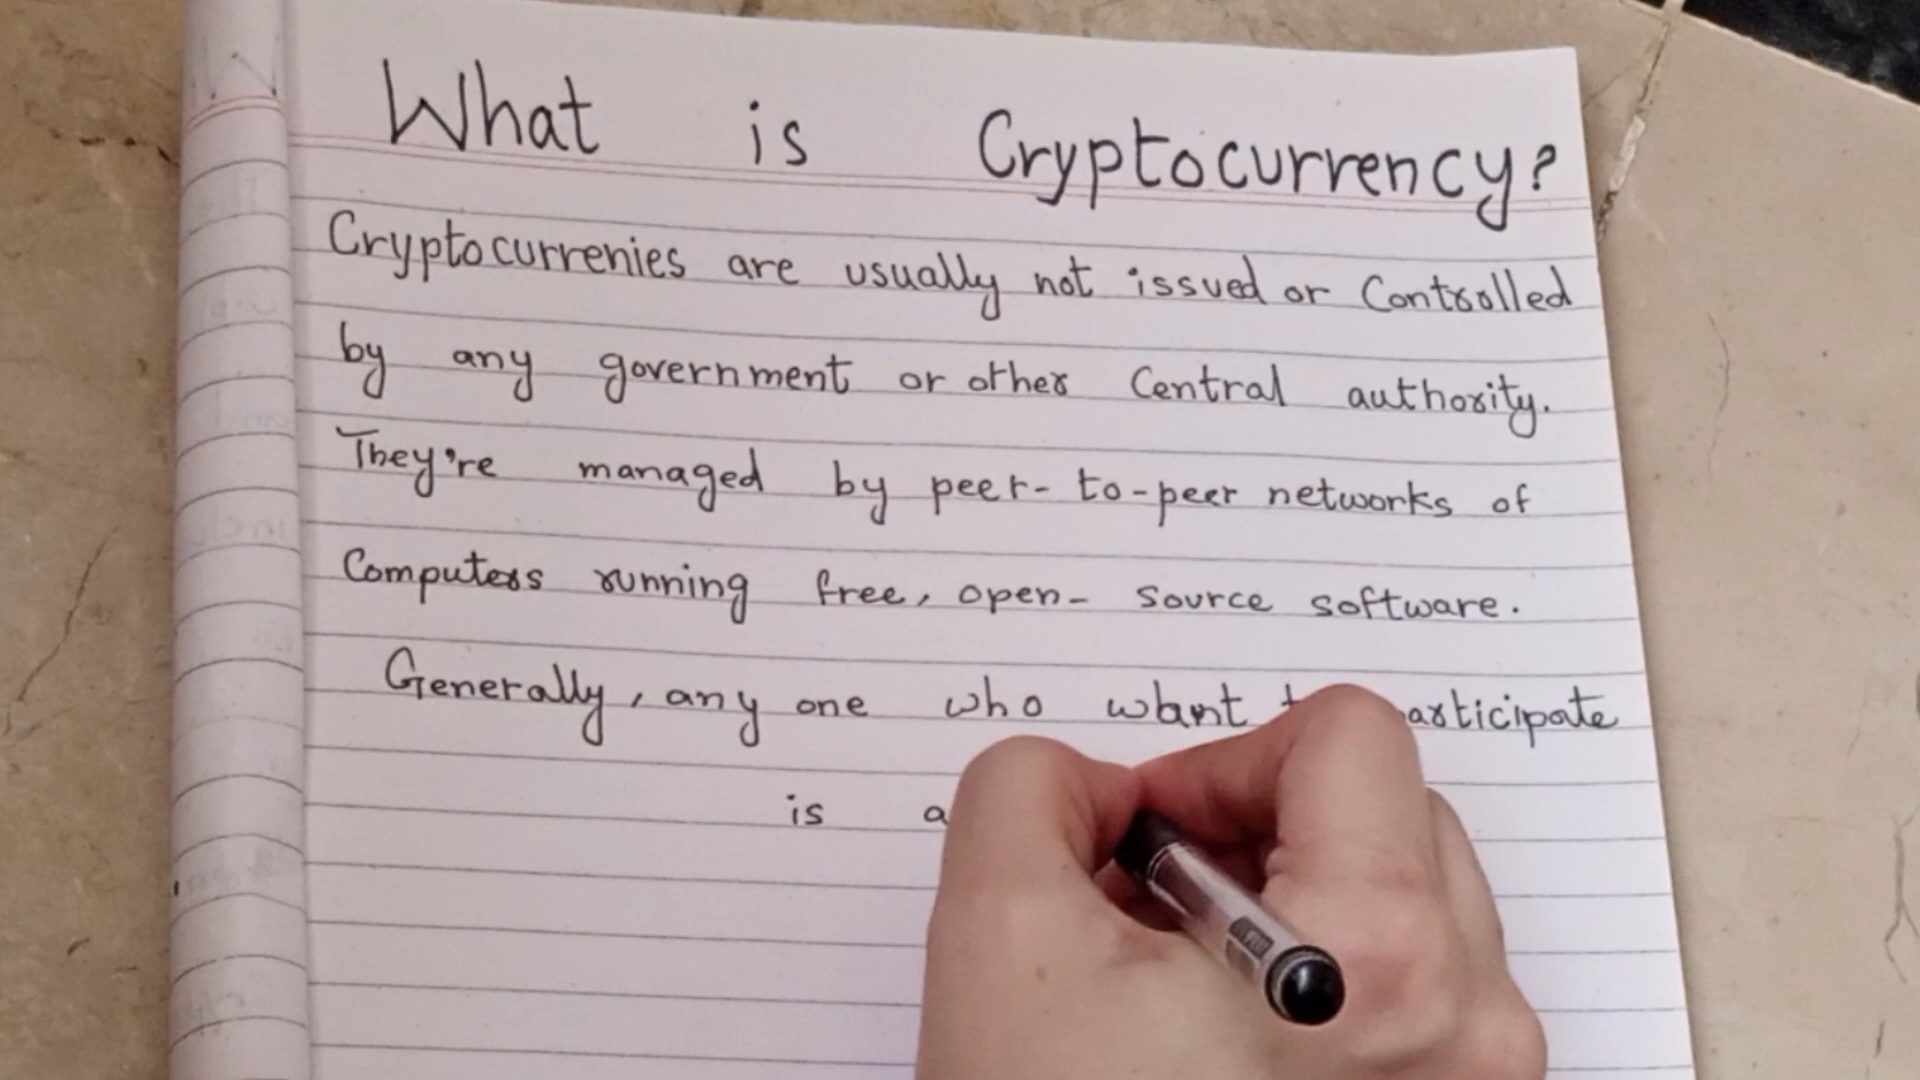 What is Cryptocurrency?
Cryptocurrenies are usually not issued or Controlled
by any government or other Central authority.
They're managed by peer-to-peer networks of
Computers running free, open-source software.
Generally, any one who want participate
is